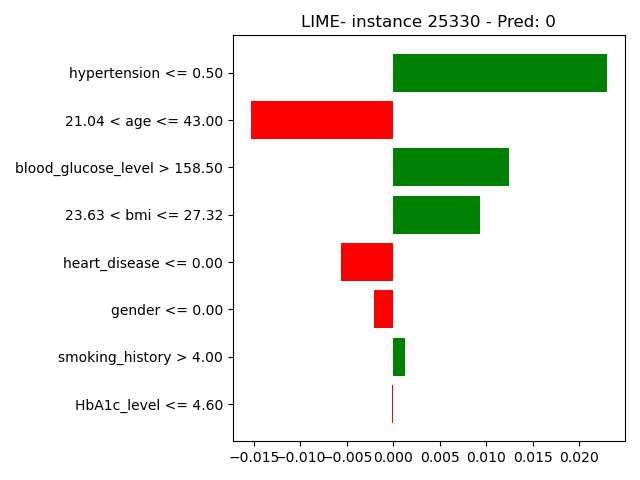 LIME- instance 25330 - Pred: 0
hypertension <= 0.50
21.04 < age <= 43.00
blood_glucose_level > 158.50
23.63 < bmi <= 27.32
heart_disease <= 0.00
gender <= 0.00
smoking_history > 4.00
HbA1c_level <= 4.60
−0.015 −0.010 −0.005 0.000 0.005 0.010 0.015 0.020